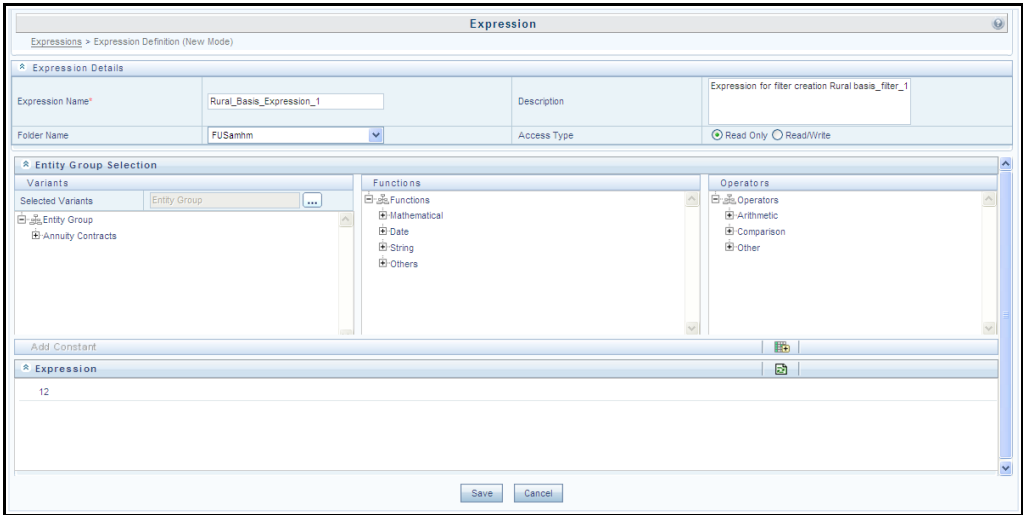 Expression
Expressions > Expression Definition (New Mode)
Expression Details
Expression Name*
Rural_Basis_Expression_1
Description
Expression for filter creation Rural basis_filter_1
Folder Name
FUSamhm
Access Type
Read Only
Read/Write
Entity Group Selection
Variants
Functions
Operators
Selected Variants
Entity Group
...
Entity Group
Annuity Contracts
Functions
Mathematical
Date
String
Others
Operators
Arithmetic
Comparison
Other
Add Constant
Expression
12
Save
Cancel